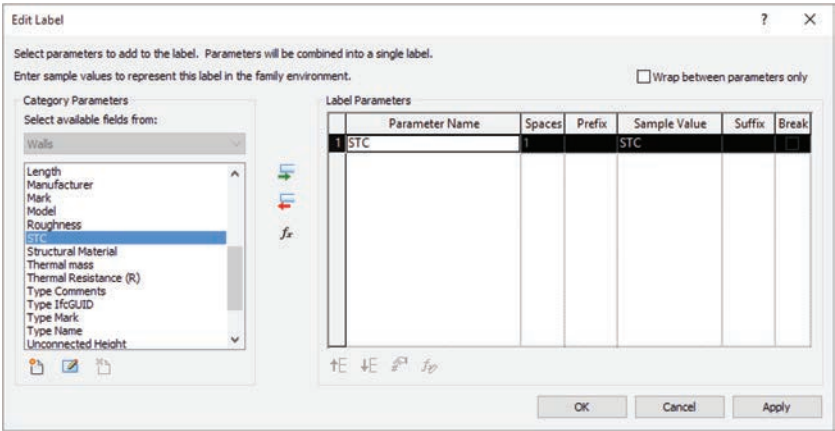 Edit Label
? ×
Select parameters to add to the label. Parameters will be combined into a single label.
Enter sample values to represent this label in the family environment.
Wrap between parameters only
Category Parameters
Select available fields from:
Walls
Length
Manufacturer
Mark
Model
Roughness
STC
Structural Material
Thermal mass
Thermal Resistance (R)
Type Comments
Type IfcGUID
Type Mark
Type Name
Unconnected Height
fx
Label Parameters
Parameter Name Spaces Prefix Sample Value Suffix Break
1 STC 1 STC
OK Cancel Apply